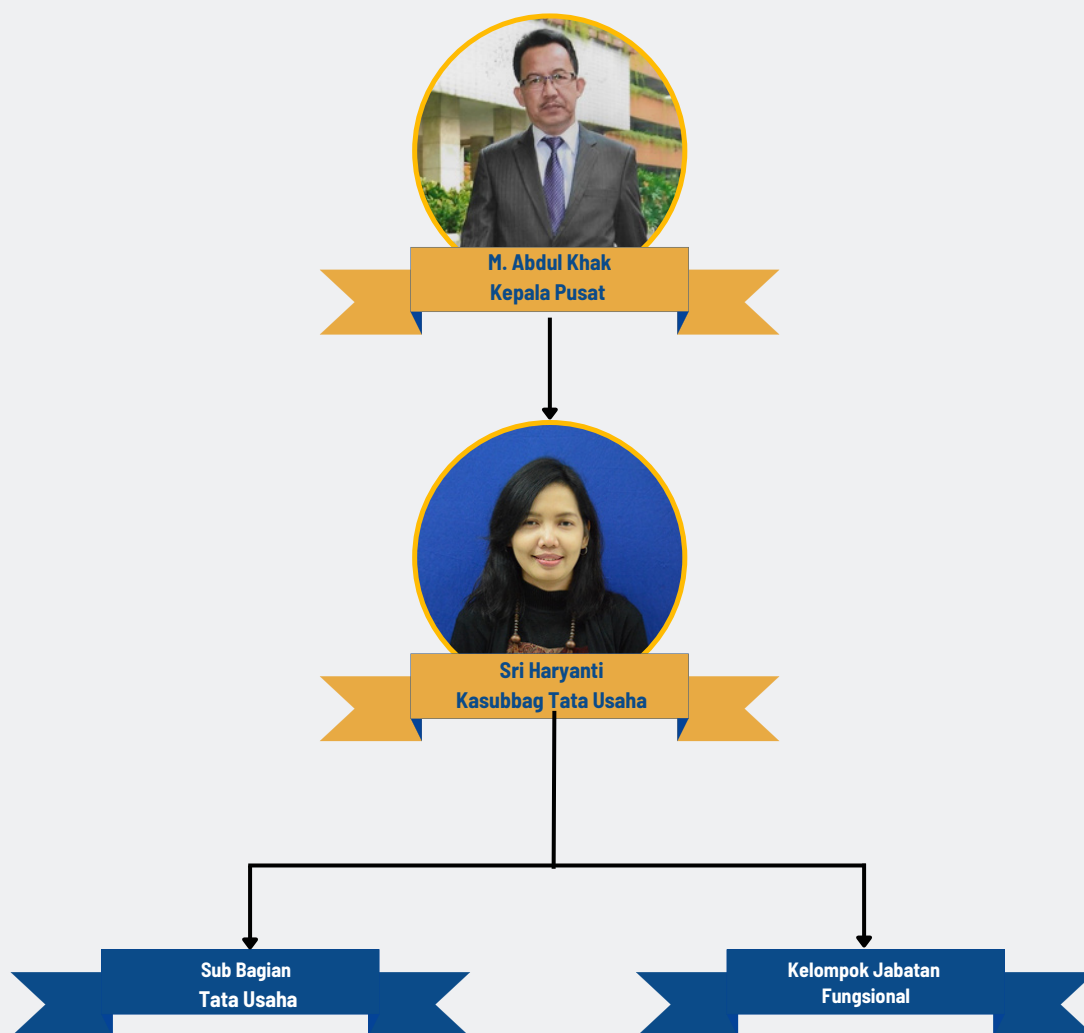 M. Abdul Khak
Kepala Pusat
Sri Haryanti
Kasubbag Tata Usaha
Sub Bagian
Tata Usaha
Kelompok Jabatan
Fungsional